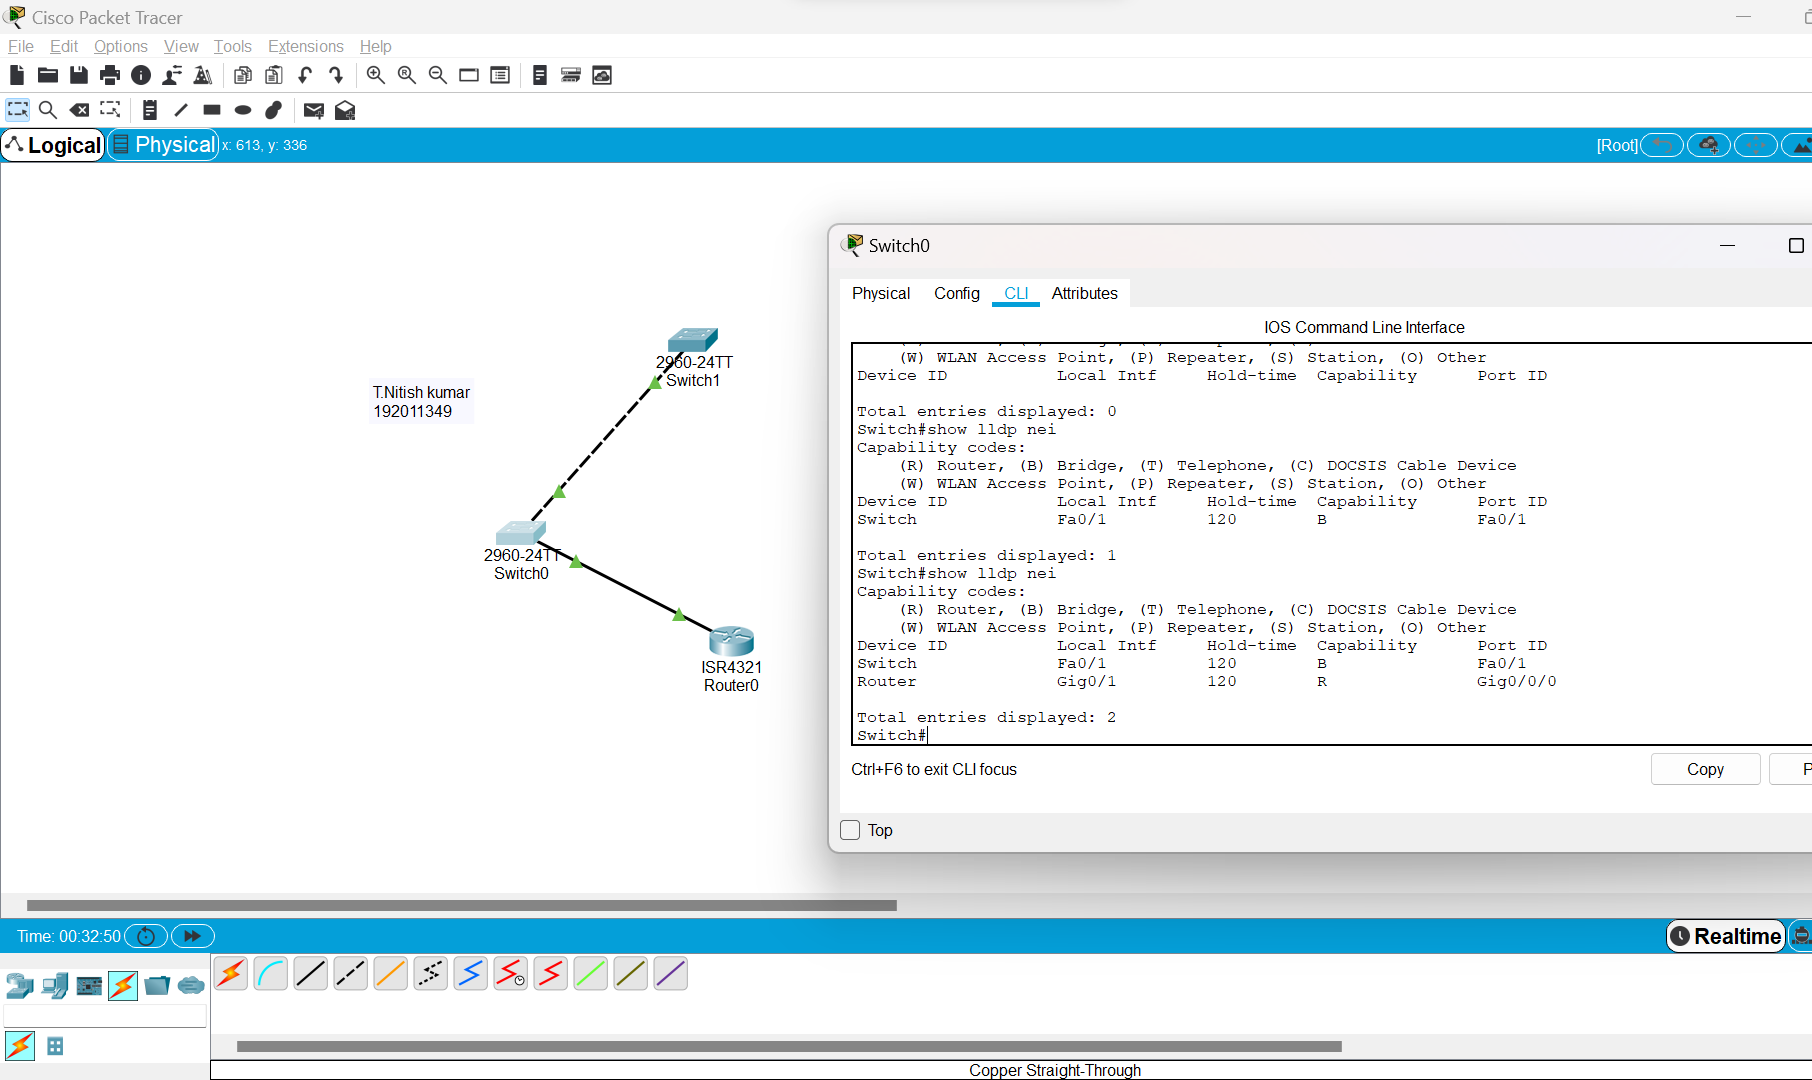 Cisco Packet Tracer
File Edit Options View Tools Extensions Help
Logical Physical x: 613, y: 336 [Root]
2960-24TT
Switch1
T.Nitish kumar
192011349
2960-24TT
Switch0
ISR4321
Router0
Switch0
Physical Config CLI Attributes
IOS Command Line Interface
(W) WLAN Access Point, (P) Repeater, (S) Station, (O) Other
Device ID Local Intf Hold-time Capability Port ID
Total entries displayed: 0
Switch#show lldp nei
Capability codes:
(R) Router, (B) Bridge, (T) Telephone, (C) DOCSIS Cable Device
(W) WLAN Access Point, (P) Repeater, (S) Station, (O) Other
Device ID Local Intf Hold-time Capability Port ID
Switch Fa0/1 120 B Fa0/1
Total entries displayed: 1
Switch#show lldp nei
Capability codes:
(R) Router, (B) Bridge, (T) Telephone, (C) DOCSIS Cable Device
(W) WLAN Access Point, (P) Repeater, (S) Station, (O) Other
Device ID Local Intf Hold-time Capability Port ID
Switch Fa0/1 120 B Fa0/1
Router Gig0/1 120 R Gig0/0/0
Total entries displayed: 2
Switch#
Ctrl+F6 to exit CLI focus
Copy
Top
Time: 00:32:50 Realtime
Copper Straight-Through